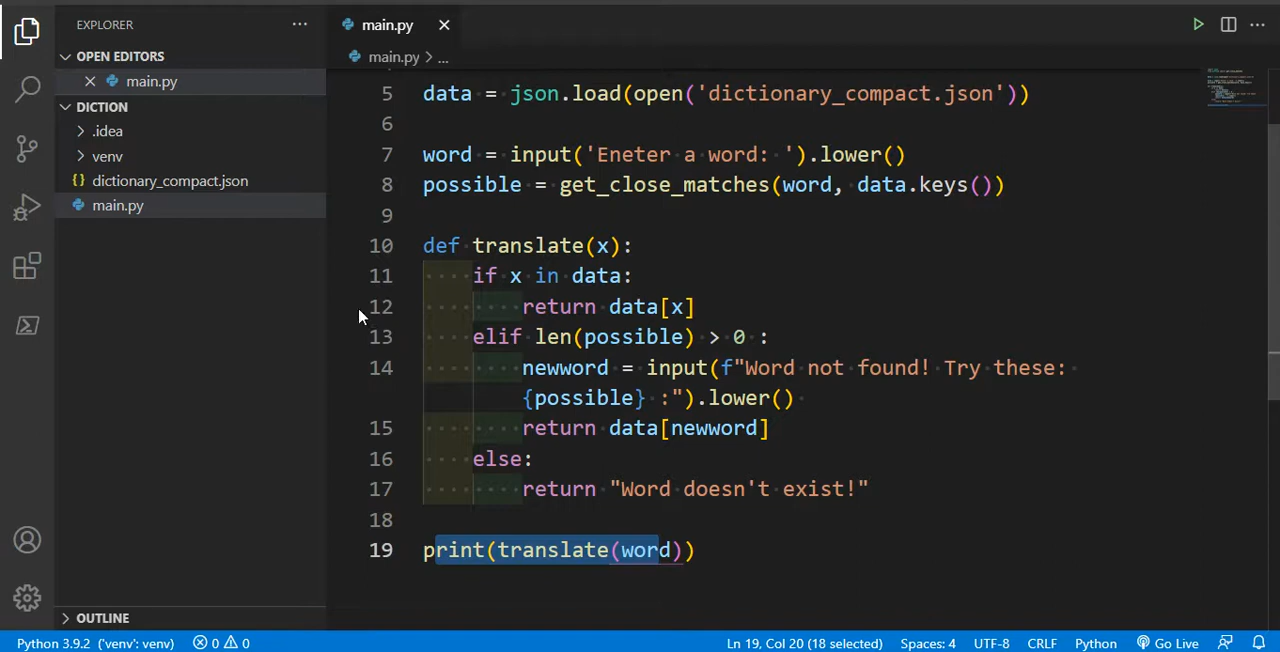 EXPLORER
main.py
OPEN EDITORS
main.py
main.py > ...
DICTION
.idea
venv
dictionary_compact.json
main.py
5 data = json.load(open('dictionary_compact.json'))
6
7 word = input('Eneter a word: ').lower()
8 possible = get_close_matches(word, data.keys())
9
10 def translate(x):
11 if x in data:
12 return data[x]
13 elif len(possible) > 0 :
14 newword = input(f"Word not found! Try these:
{possible} :").lower()
15 return data[newword]
16 else:
17 return "Word doesn't exist!"
18
19 print(translate(word))
OUTLINE
Python 3.9.2 ('venv': venv) 0 0 Ln 19, Col 20 (18 selected) Spaces: 4 UTF-8 CRLF Python Go Live